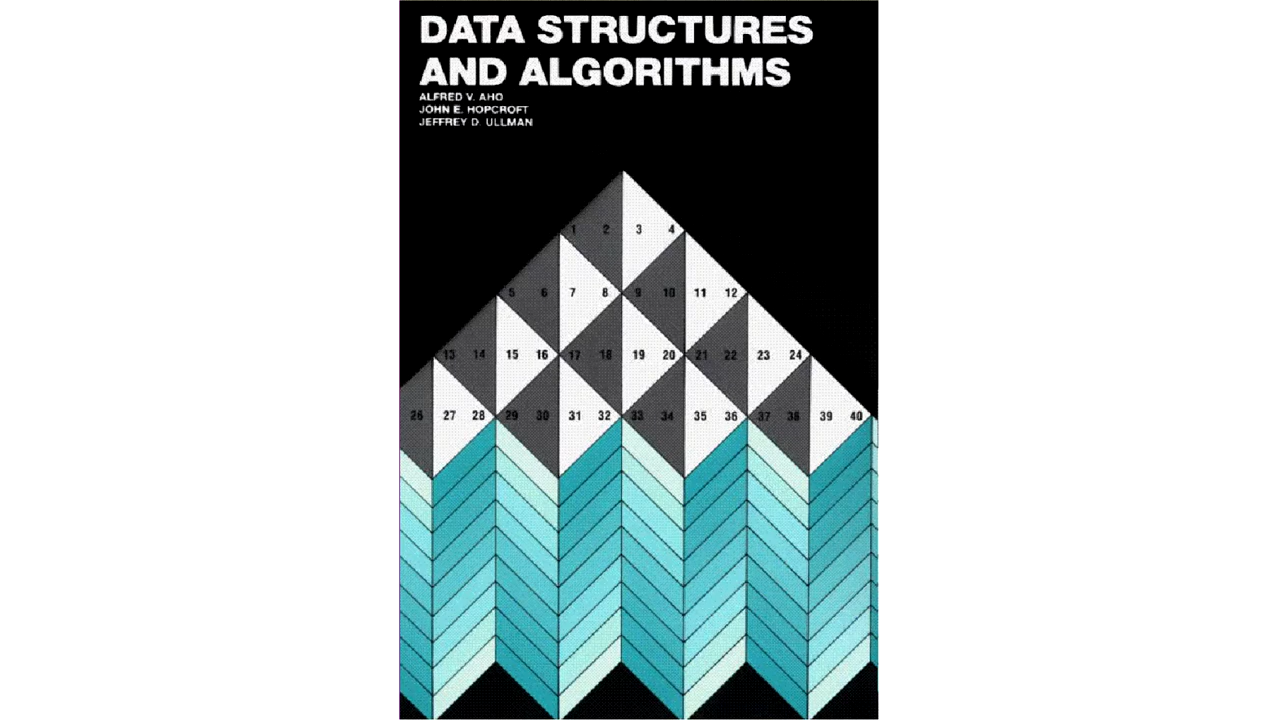 DATA STRUCTURES
AND ALGORITHMS
ALFRED V. AHO
JOHN E. HOPCROFT
JEFFREY D. ULLMAN
1 2 3 4
5 6 7 8 9 10 11 12
13 14 15 16 17 18 19 20 21 22 23 24
26 27 28 29 30 31 32 33 34 35 36 37 38 39 40